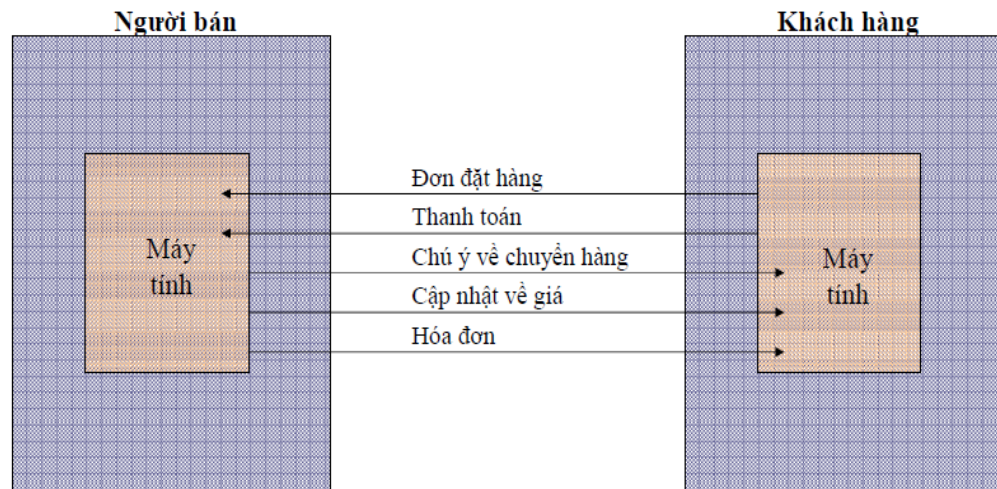 Người bán
Khách hàng
Đơn đặt hàng
Thanh toán
Chú ý về chuyển hàng
Cập nhật về giá
Hóa đơn
Máy
tính
Máy
tính